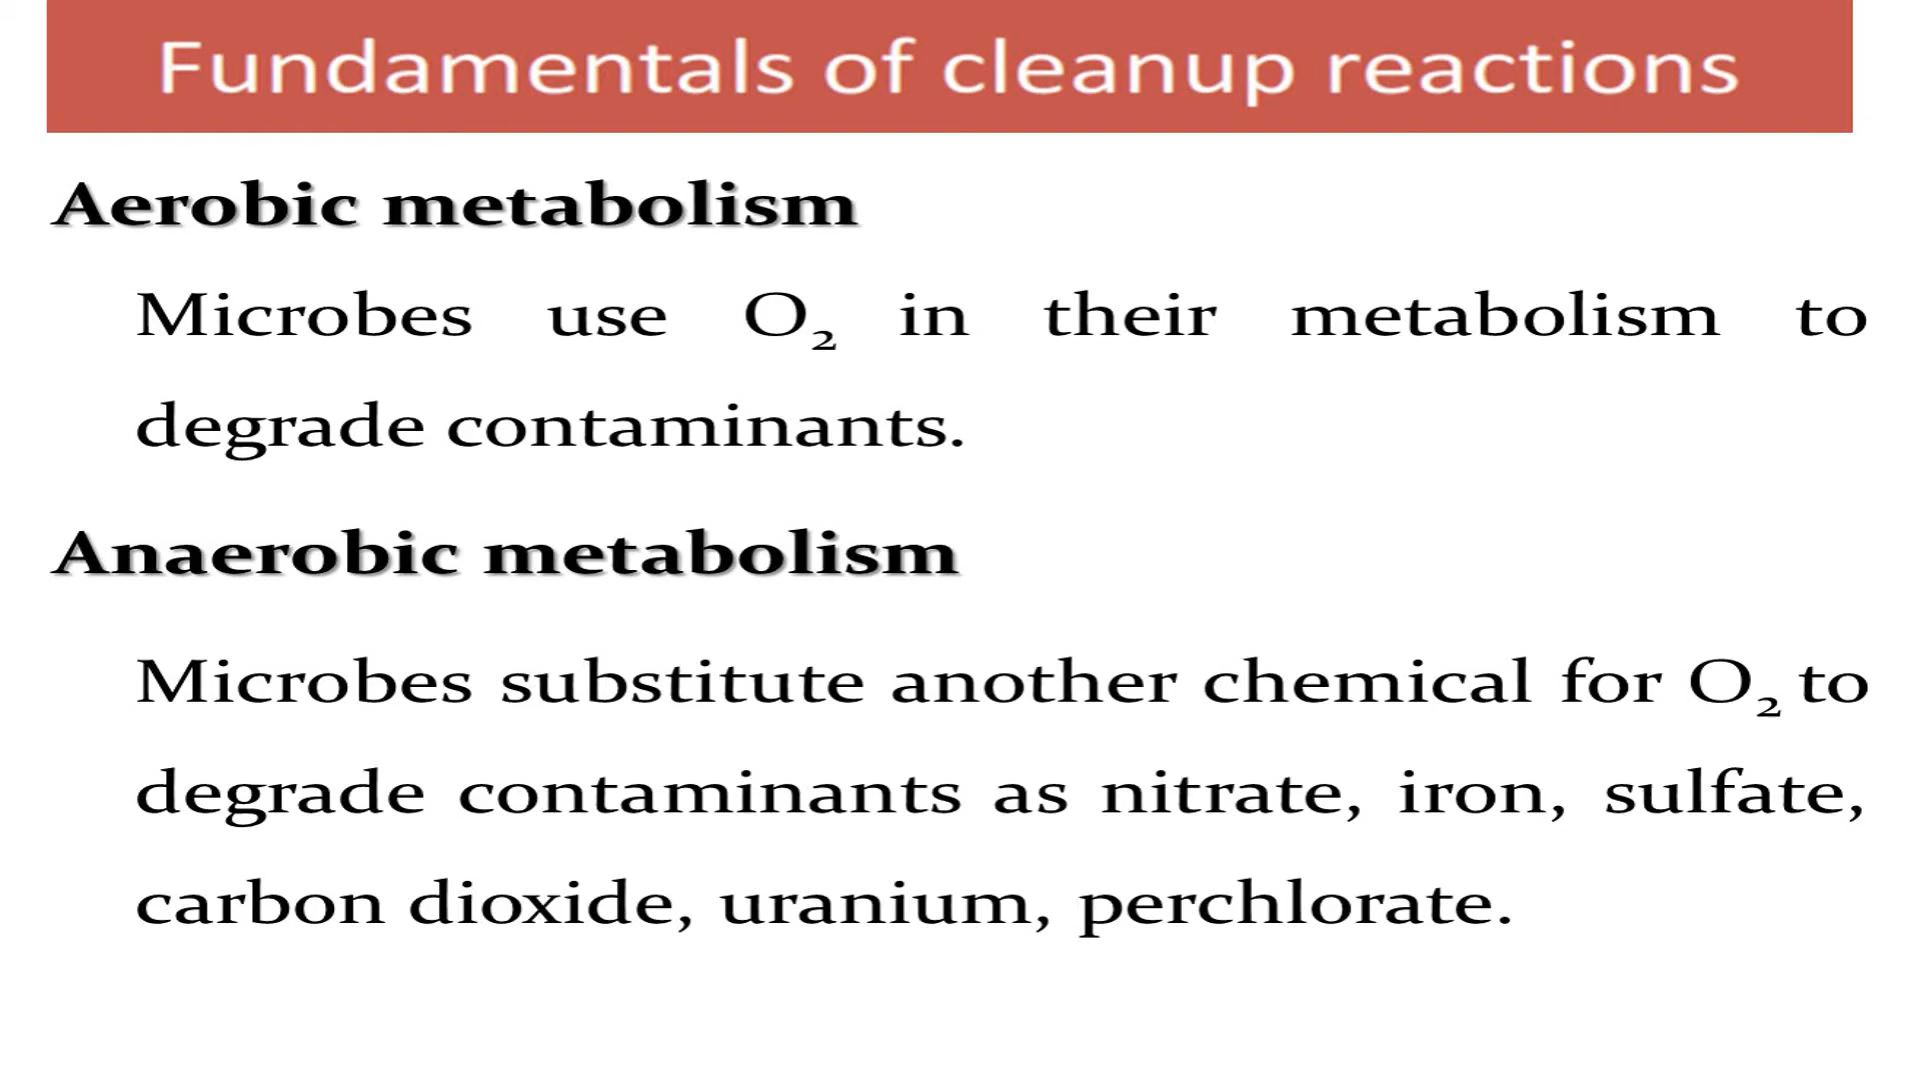 Fundamentals of cleanup reactions
Aerobic metabolism
Microbes use O₂ in their metabolism to
degrade contaminants.
Anaerobic metabolism
Microbes substitute another chemical for O₂ to
degrade contaminants as nitrate, iron, sulfate,
carbon dioxide, uranium, perchlorate.